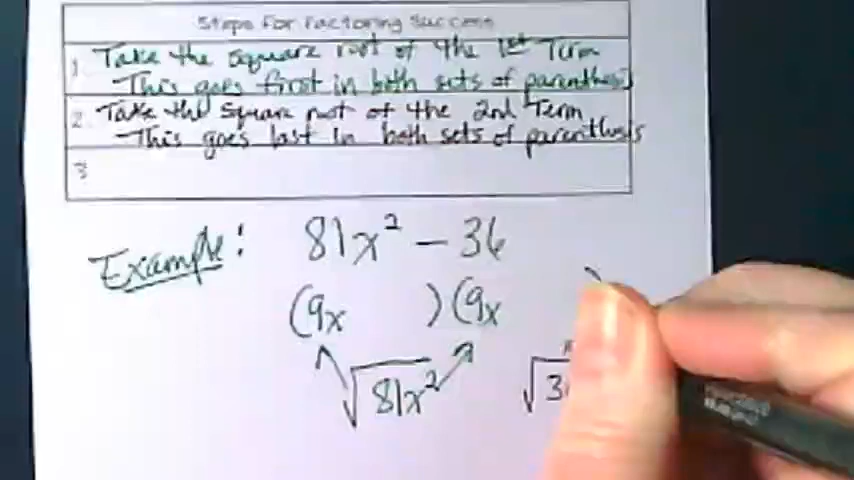 Steps for Factoring Success
1. Take the square root of the 1st Term
This goes first in both sets of parenthesis
2. Take the square root of the 2nd Term
This goes last in both sets of parenthesis
3
Example: 81x² - 36
(9x )(9x
√81x² √3